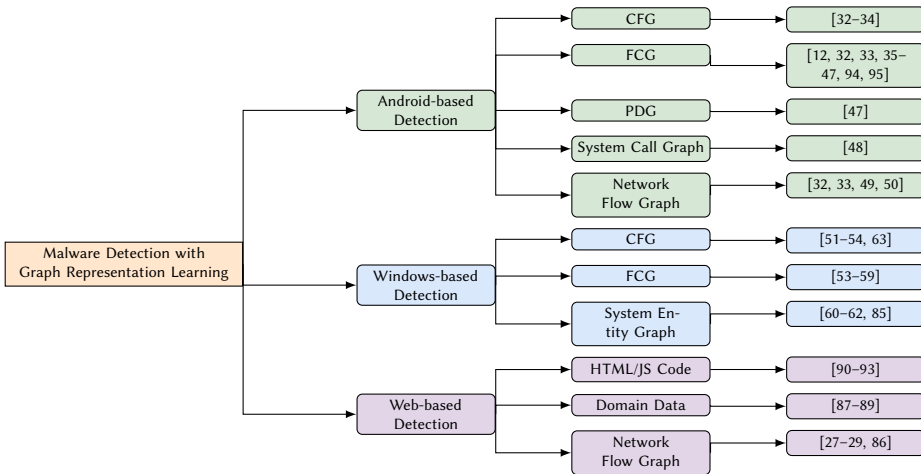 Malware Detection with
Graph Representation Learning
Android-based
Detection
CFG
[32–34]
FCG
[12, 32, 33, 35–
47, 94, 95]
PDG
[47]
System Call Graph
[48]
Network
Flow Graph
[32, 33, 49, 50]
Windows-based
Detection
CFG
[51–54, 63]
FCG
[53–59]
System En-
tity Graph
[60–62, 85]
Web-based
Detection
HTML/JS Code
[90–93]
Domain Data
[87–89]
Network
Flow Graph
[27–29, 86]